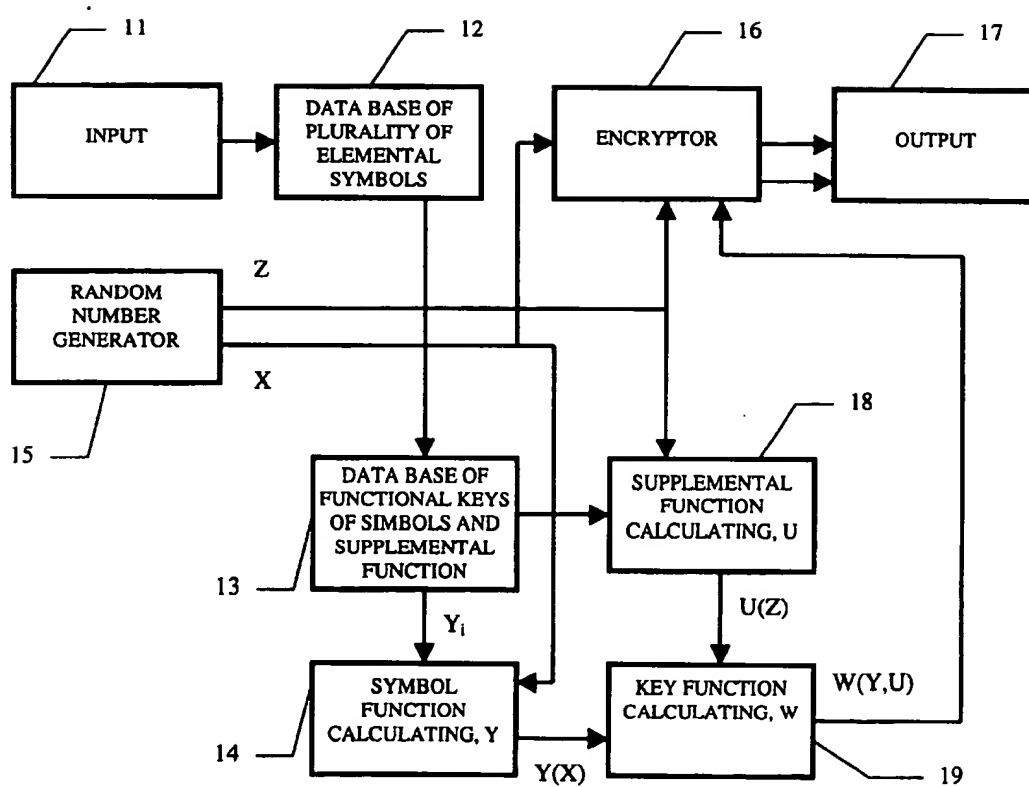 11
12
16
17
INPUT
DATA BASE OF
PLURALITY OF
ELEMENTAL
SYMBOLS
ENCRYPTOR
OUTPUT
RANDOM
NUMBER
GENERATOR
Z
X
15
18
DATA BASE OF
FUNCTIONAL KEYS
OF SIMBOLS AND
SUPPLEMENTAL
FUNCTION
SUPPLEMENTAL
FUNCTION
CALCULATING, U
13
Yi
U(Z)
SYMBOL
FUNCTION
CALCULATING, Y
KEY FUNCTION
CALCULATING, W
W(Y,U)
14
Y(X)
19